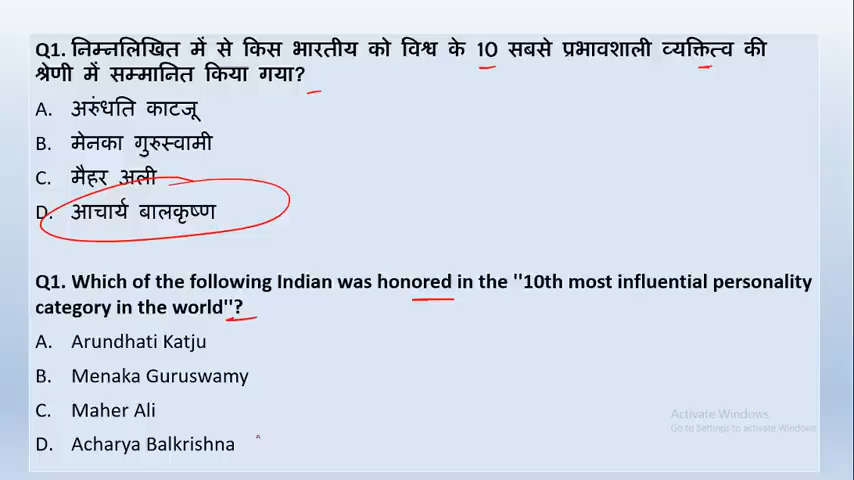 Q1. निम्नलिखित में से किस भारतीय को विश्व के 10 सबसे प्रभावशाली व्यक्तित्व की
श्रेणी में सम्मानित किया गया?
A. अरुंधति काटजू
B. मेनका गुरुस्वामी
C. मैहर अली
D. आचार्य बालकृष्ण
Q1. Which of the following Indian was honored in the "10th most influential personality
category in the world"?
A. Arundhati Katju
B. Menaka Guruswamy
C. Maher Ali
D. Acharya Balkrishna
Activate Windows
Go to Settings to activate Windows